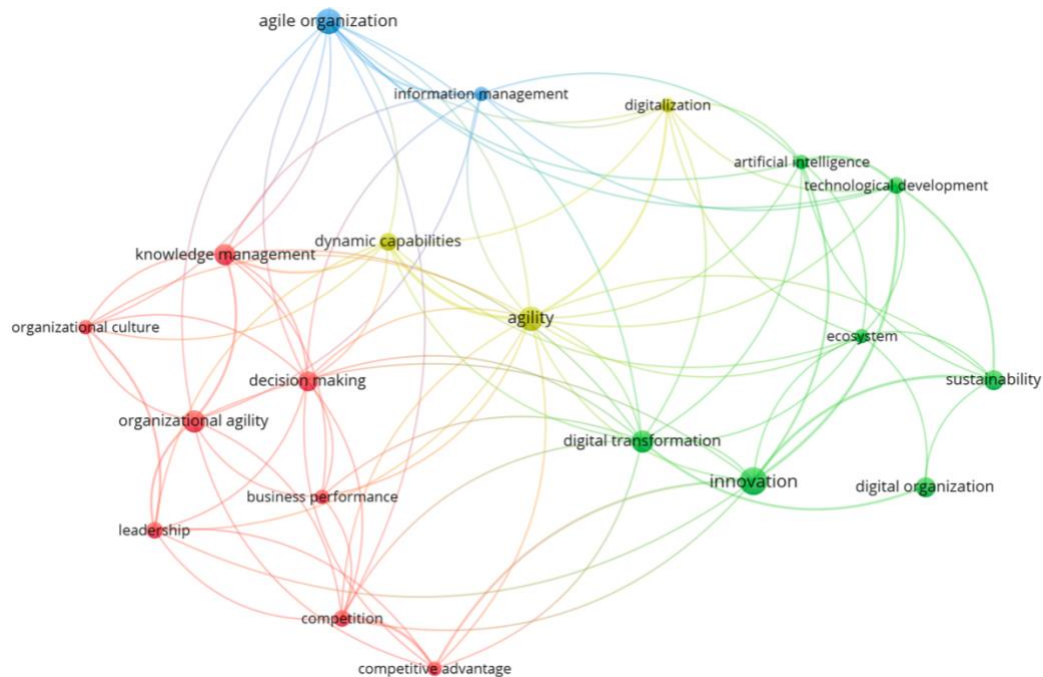 agile organization
information management
digitalization
artificial intelligence
technological development
dynamic capabilities
knowledge management
agility
organizational culture
ecosystem
decision making
sustainability
organizational agility
digital transformation
innovation
digital organization
business performance
leadership
competition
competitive advantage